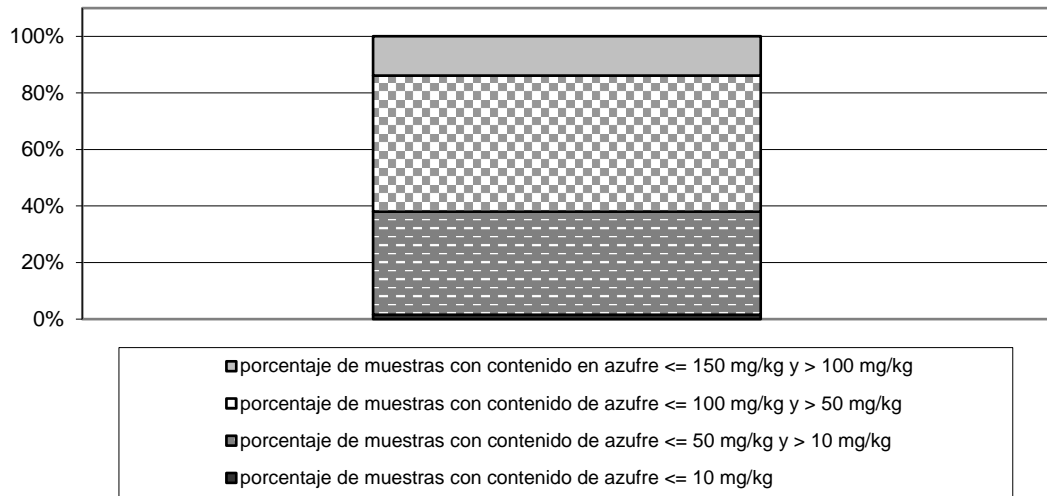 100%
80%
60%
40%
20%
0%
porcentaje de muestras con contenido en azufre <= 150 mg/kg y > 100 mg/kg
porcentaje de muestras con contenido de azufre <= 100 mg/kg y > 50 mg/kg
porcentaje de muestras con contenido de azufre <= 50 mg/kg y > 10 mg/kg
porcentaje de muestras con contenido de azufre <= 10 mg/kg